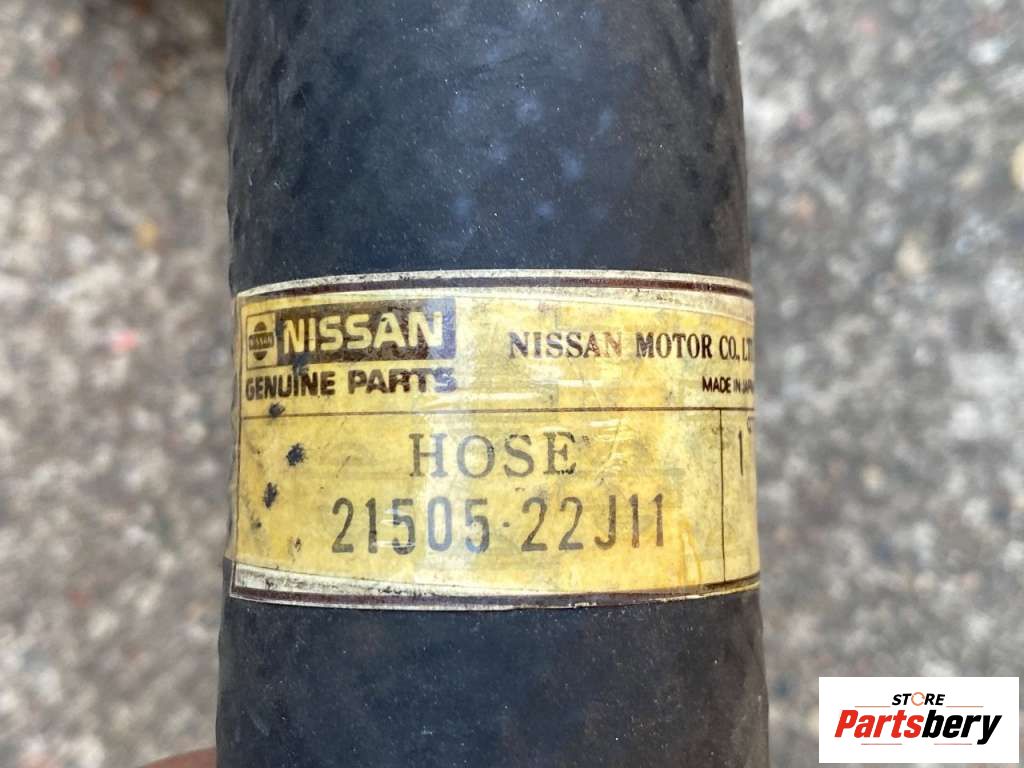 NISSAN
NISSAN MOTOR CO., LT
GENUINE PARTS
MADE IN JAPAN
HOSE
1
21505-22J11
STORE
Partsbery